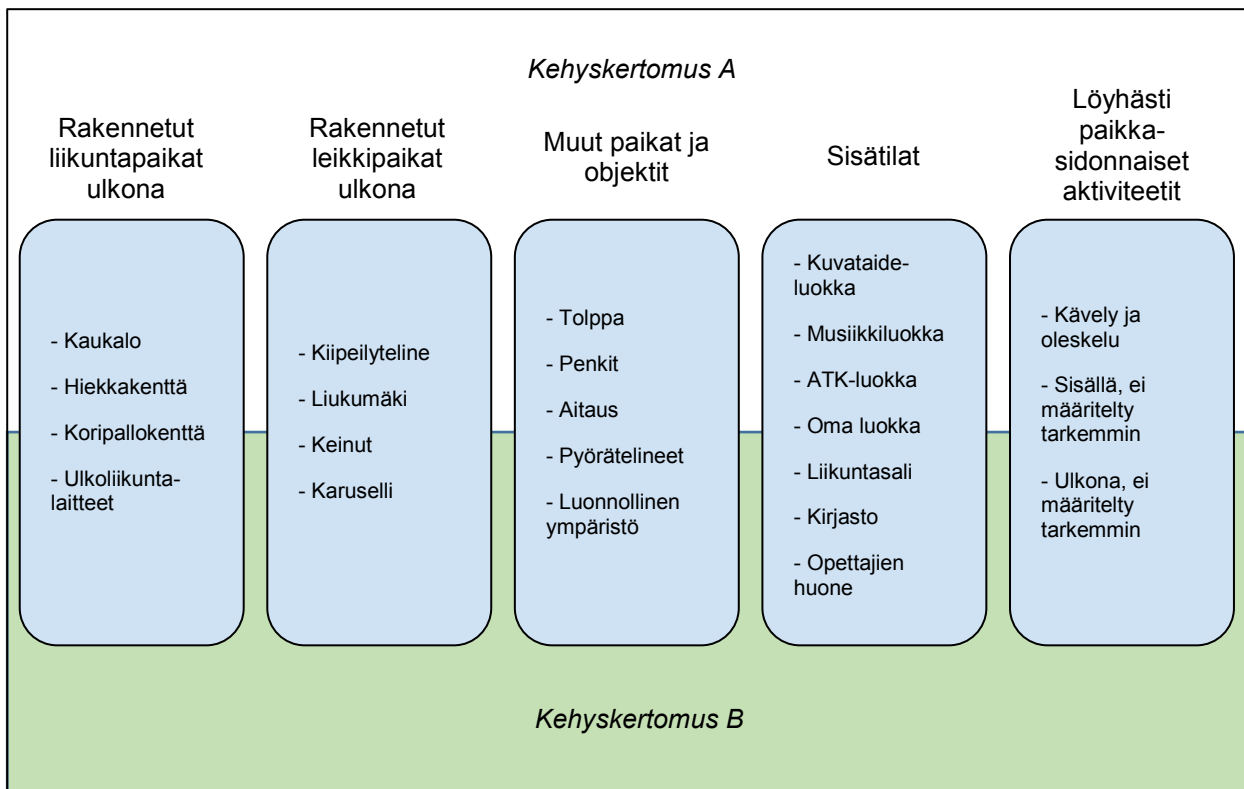 Kehyskertomus A
Rakennetut
liikuntapaikat
ulkona
Rakennetut
leikkipaikat
ulkona
Muut paikat ja
objektit
Sisätilat
Löyhästi
paikka-
sidonnaiset
aktiviteetit
- Kaukalo
- Hiekkakenttä
- Koripallokenttä
- Ulkoliikunta-
laitteet
- Kiipeilyteline
- Liukumäki
- Keinut
- Karuselli
- Tolppa
- Penkit
- Aitaus
- Pyörätelineet
- Luonnollinen
ympäristö
- Kuvataide-
luokka
- Musiikkiluokka
- ATK-luokka
- Oma luokka
- Liikuntasali
- Kirjasto
- Opettajien
huone
- Kävely ja
oleskelu
- Sisällä, ei
määritelty
tarkemmin
- Ulkona, ei
määritelty
tarkemmin
Kehyskertomus B